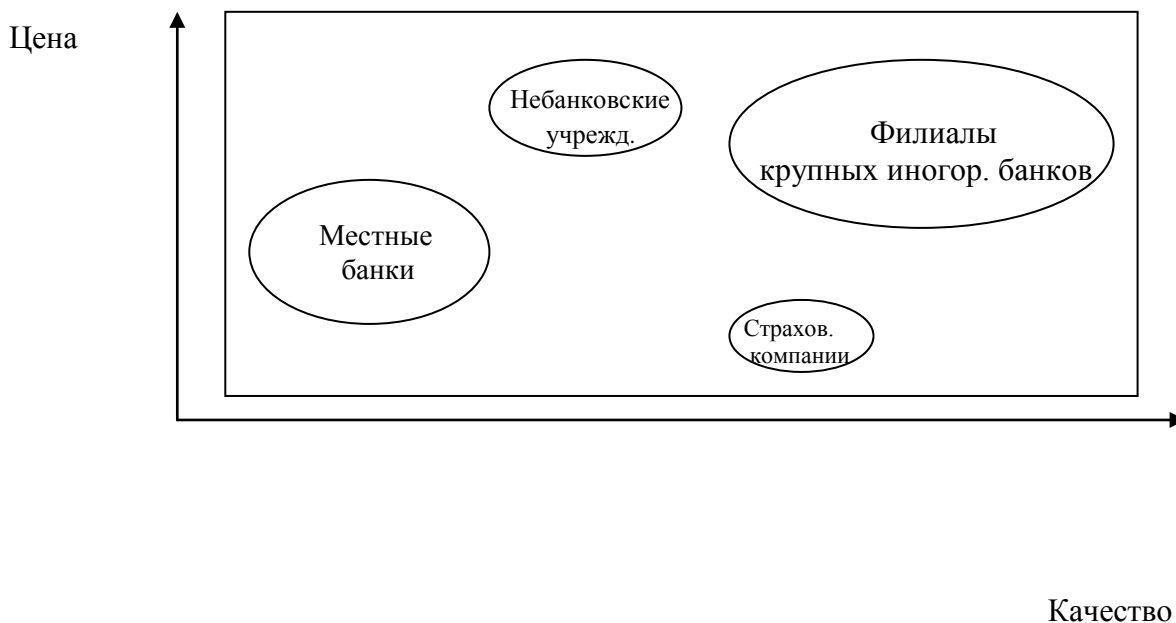 Цена
Небанковские
учрежд.
Филиалы
крупных иногор. банков
Местные
банки
Страхов.
компании
Качество